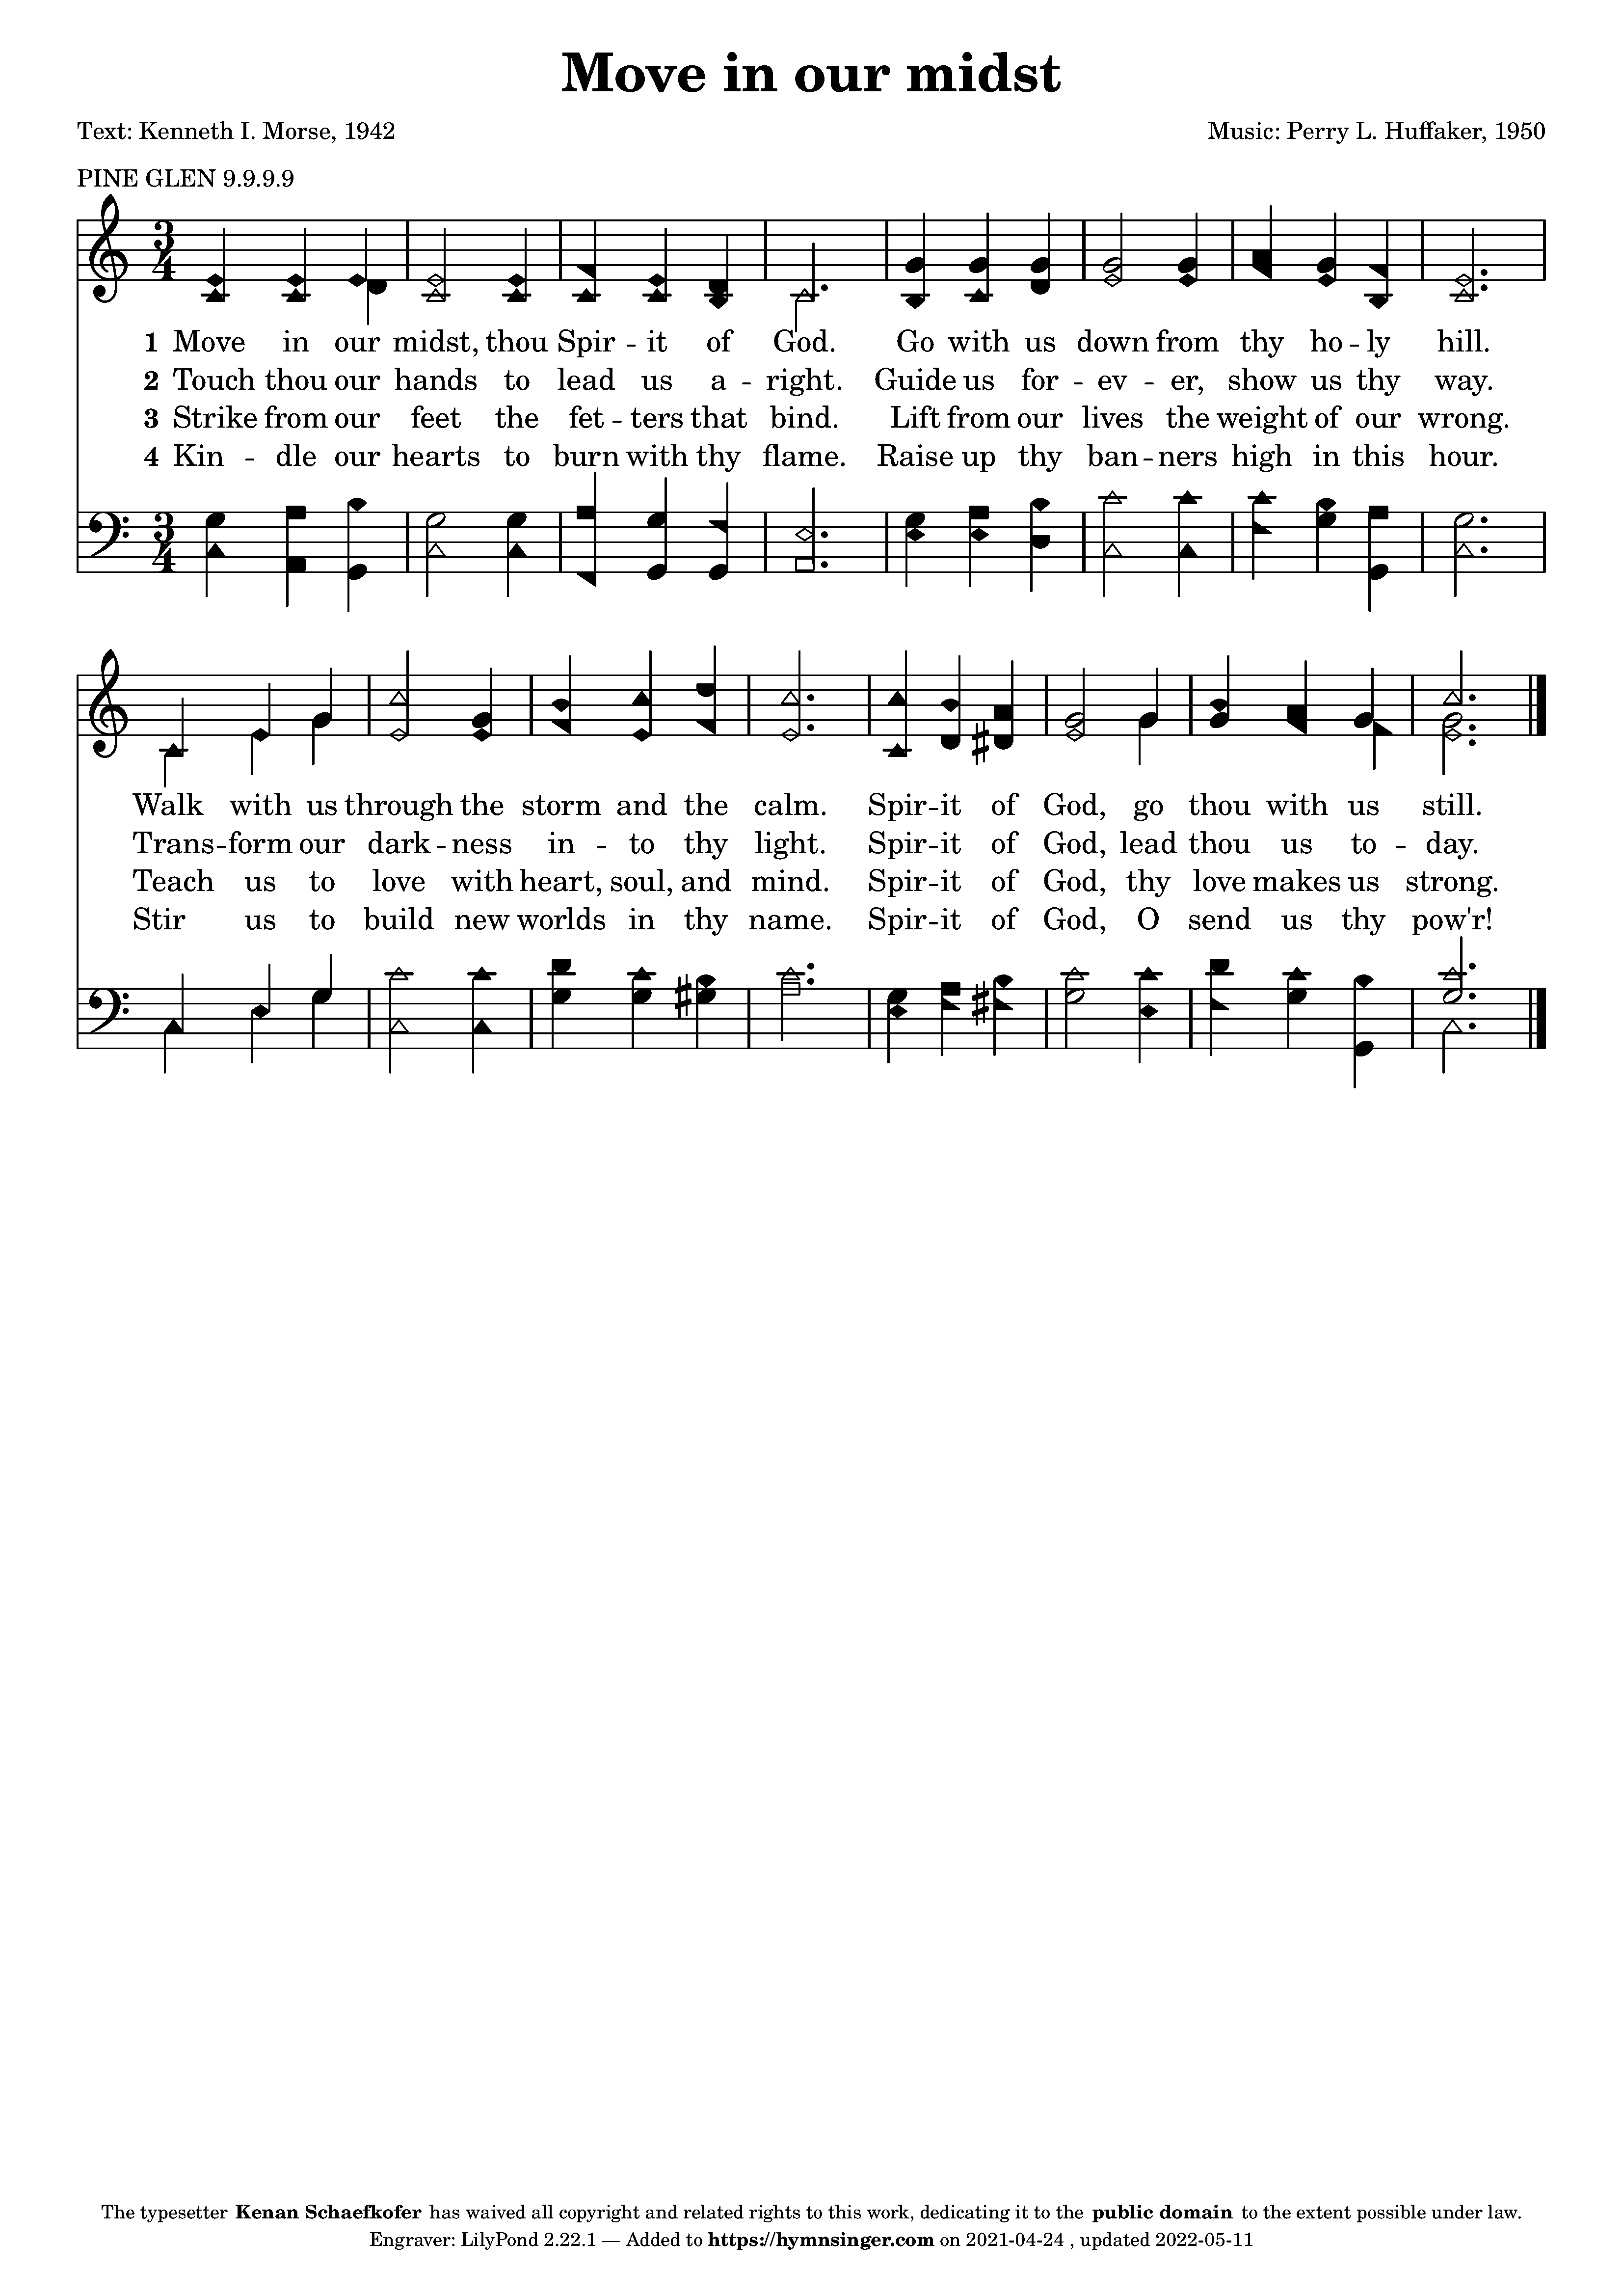 Move in our midst
Text: Kenneth I. Morse, 1942
Music: Perry L. Huffaker, 1950
PINE GLEN 9.9.9.9
3
4
1 Move in our midst, thou Spir -- it of God. Go with us down from thy ho -- ly hill.
2 Touch thou our hands to lead us a -- right. Guide us for -- ev -- er, show us thy way.
3 Strike from our feet the fet -- ters that bind. Lift from our lives the weight of our wrong.
4 Kin -- dle our hearts to burn with thy flame. Raise up thy ban -- ners high in this hour.
3
4
Walk with us through the storm and the calm. Spir -- it of God, go thou with us still.
Trans -- form our dark -- ness in -- to thy light. Spir -- it of God, lead thou us to -- day.
Teach us to love with heart, soul, and mind. Spir -- it of God, thy love makes us strong.
Stir us to build new worlds in thy name. Spir -- it of God, O send us thy pow'r!
The typesetter Kenan Schaefkofer has waived all copyright and related rights to this work, dedicating it to the public domain to the extent possible under law.
Engraver: LilyPond 2.22.1 — Added to https://hymnsinger.com on 2021-04-24 , updated 2022-05-11